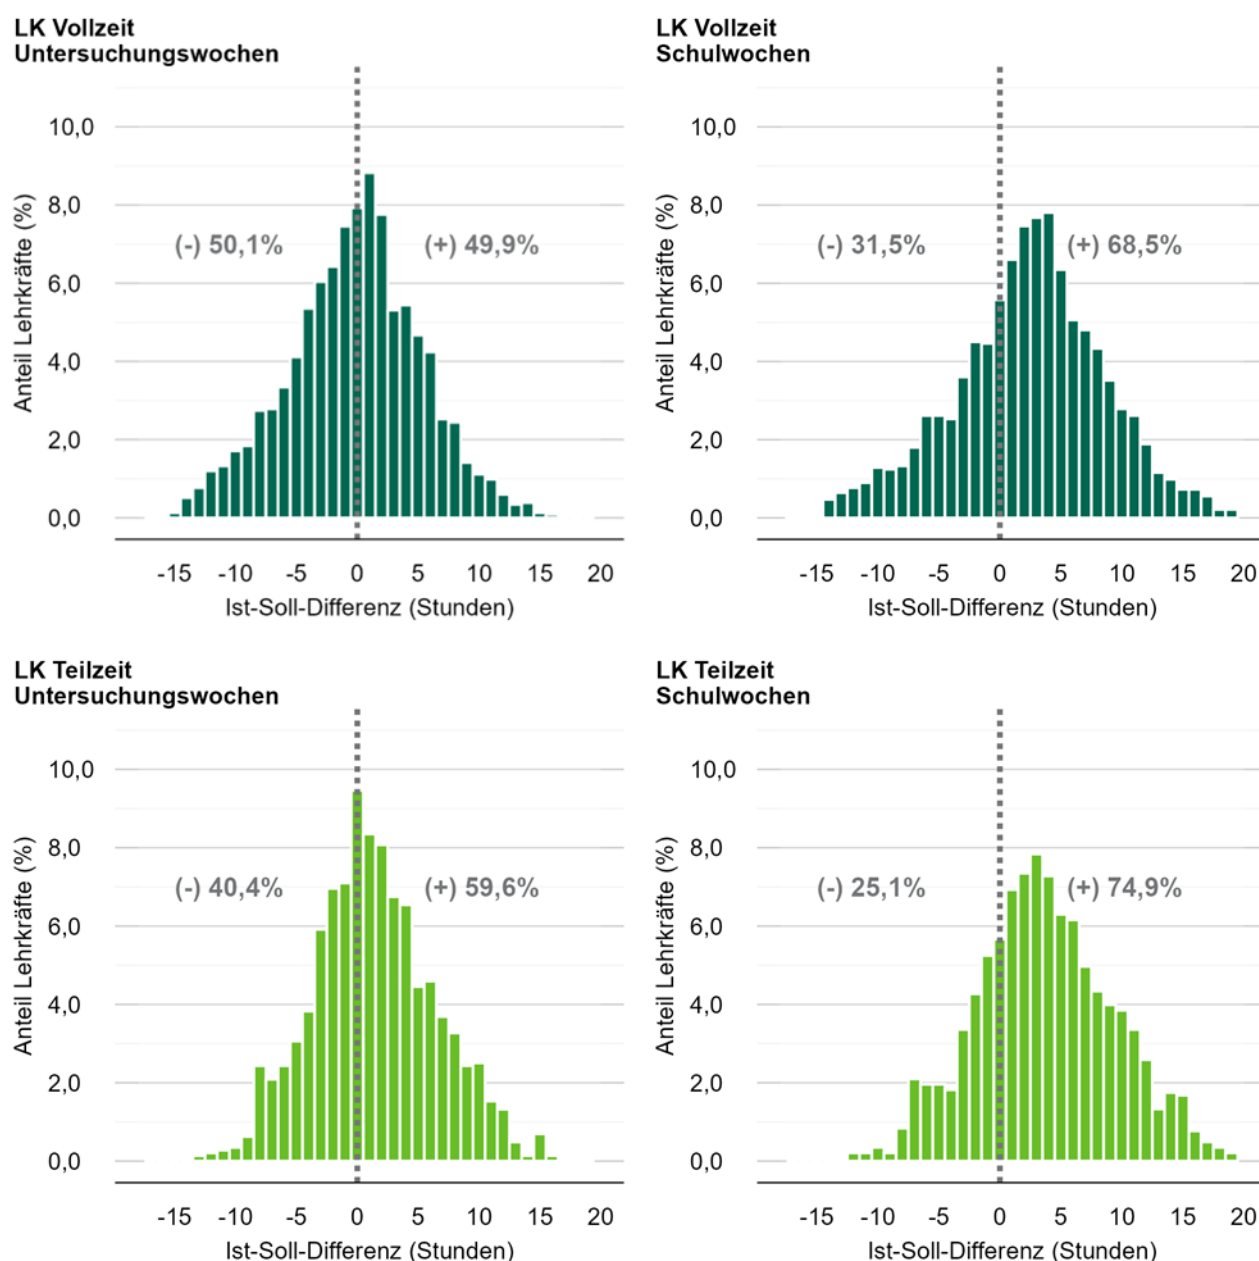 LK Vollzeit
Untersuchungswochen
Anteil Lehrkräfte (%)
10,0
8,0
6,0
4,0
2,0
0,0
(-) 50,1%
(+) 49,9%
-15 -10 -5 0 5 10 15 20
Ist-Soll-Differenz (Stunden)
LK Vollzeit
Schulwochen
Anteil Lehrkräfte (%)
10,0
8,0
6,0
4,0
2,0
0,0
(-) 31,5%
(+) 68,5%
-15 -10 -5 0 5 10 15 20
Ist-Soll-Differenz (Stunden)
LK Teilzeit
Untersuchungswochen
Anteil Lehrkräfte (%)
10,0
8,0
6,0
4,0
2,0
0,0
(-) 40,4%
(+) 59,6%
-15 -10 -5 0 5 10 15 20
Ist-Soll-Differenz (Stunden)
LK Teilzeit
Schulwochen
Anteil Lehrkräfte (%)
10,0
8,0
6,0
4,0
2,0
0,0
(-) 25,1%
(+) 74,9%
-15 -10 -5 0 5 10 15 20
Ist-Soll-Differenz (Stunden)